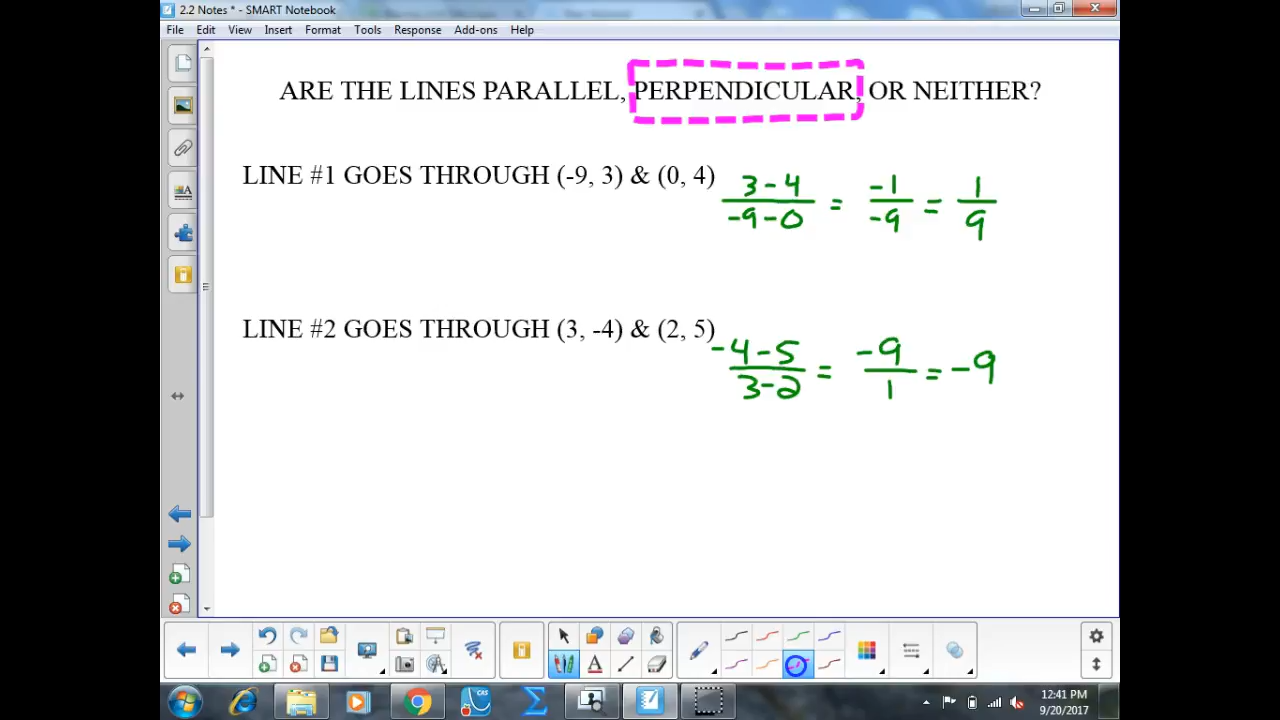 2.2 Notes * - SMART Notebook
File Edit View Insert Format Tools Response Add-ons Help
ARE THE LINES PARALLEL, PERPENDICULAR, OR NEITHER?
LINE #1 GOES THROUGH (-9, 3) & (0, 4)
3-4 / -9-0 = -1 / -9 = 1 / 9
LINE #2 GOES THROUGH (3, -4) & (2, 5)
-4-5 / 3-2 = -9 / 1 = -9
12:41 PM
9/20/2017